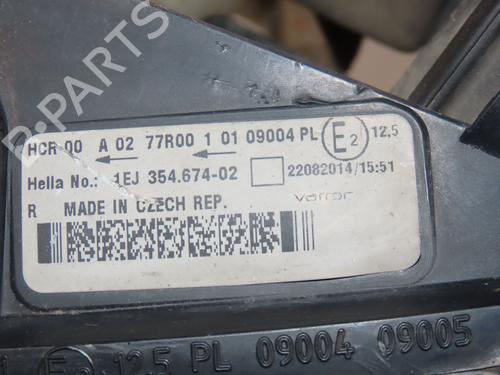 B-PARTS
HCR 00 A 02 77R00 1 01 09004 PL E2 12,5
Hella No.: 1EJ 354.674-02 22082014/15:51
R MADE IN CZECH REP. varroc
12.5 PL 09004 09005